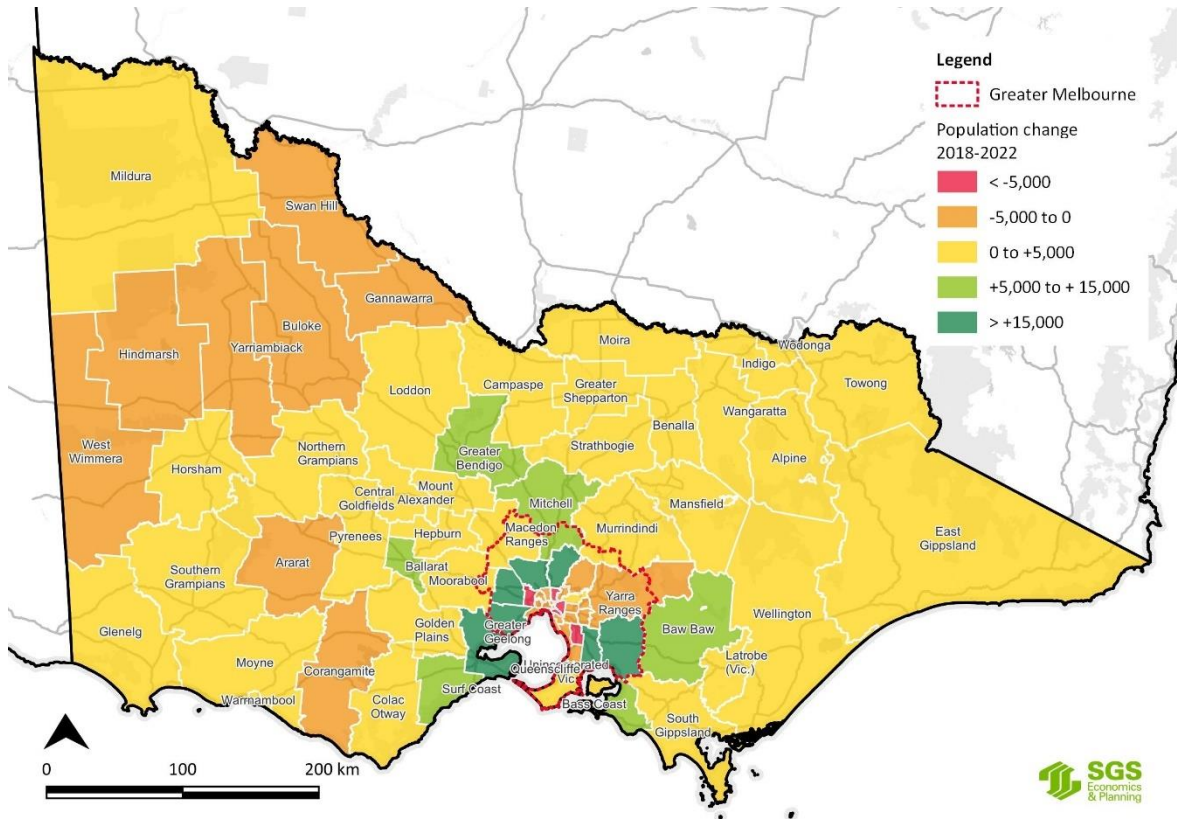 Legend
Greater Melbourne
Population change
2018-2022
< -5,000
-5,000 to 0
0 to +5,000
+5,000 to + 15,000
> +15,000
Mildura
Swan Hill
Gannawarra
Buloke
Hindmarsh
Yarriambiack
Moira
Wodonga
Indigo
Towong
Loddon
Campaspe
Greater
Shepparton
Wangaratta
Benalla
West
Wimmera
Horsham
Northern
Grampians
Greater
Bendigo
Strathbogie
Alpine
Central
Goldfields
Mount
Alexander
Mitchell
Mansfield
Macedon
Ranges
Murrindindi
Hepburn
Pyrenees
East
Gippsland
Ararat
Ballarat
Moorabool
Southern
Grampians
Yarra
Ranges
Wellington
Golden
Plains
Greater
Geelong
Baw Baw
Glenelg
Moyne
Corangamite
Latrobe
(Vic.)
Queenscliffe
Vic
Surf Coast
Warrnambool
Colac
Otway
Bass Coast
South
Gippsland
0 100 200 km
SGS
Economics
& Planning